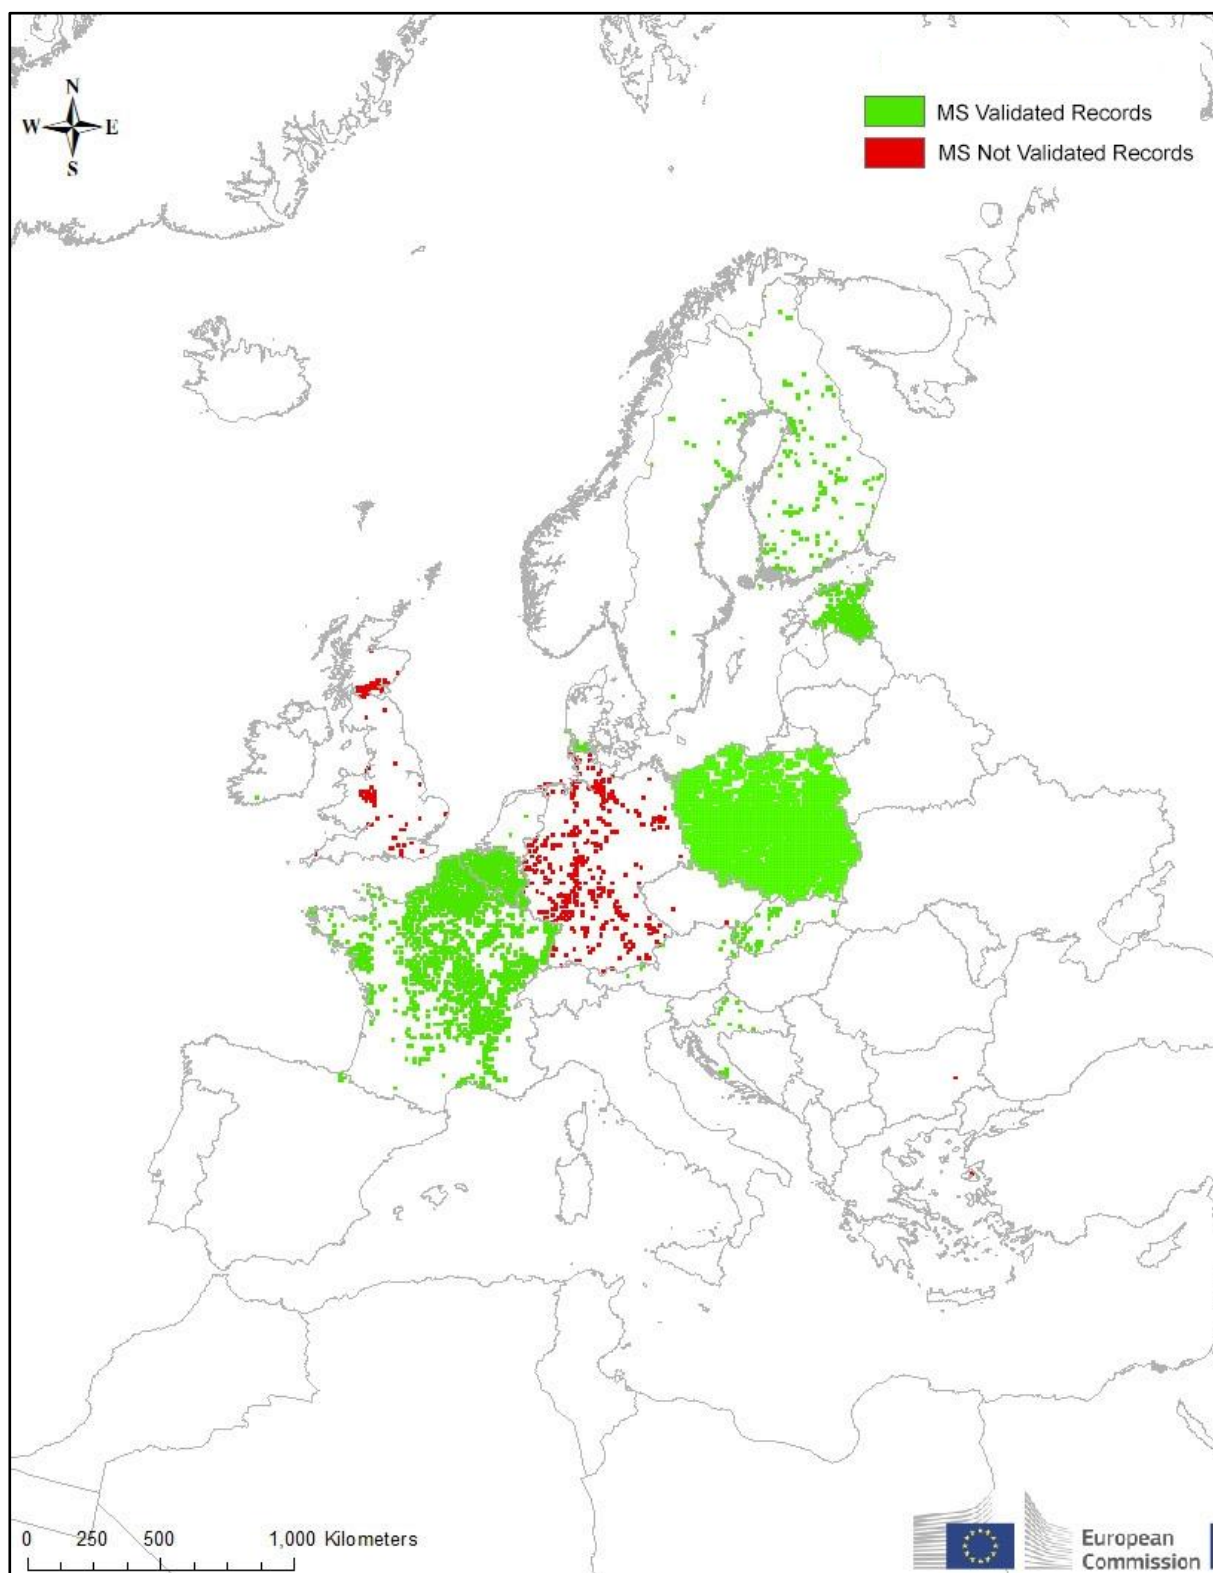 N
W E
S
MS Validated Records
MS Not Validated Records
0 250 500 1,000 Kilometers
European
Commission